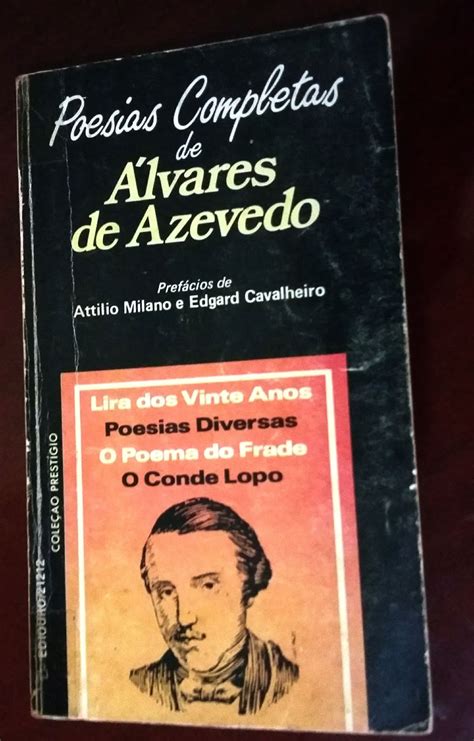 Poesias Completas
de
Álvares
de Azevedo
Prefácios de
Attilio Milano e Edgard Cavalheiro
Lira dos Vinte Anos
Poesias Diversas
O Poema do Frade
O Conde Lopo
EDIOURO/21212
COLEÇÃO PRESTÍGIO